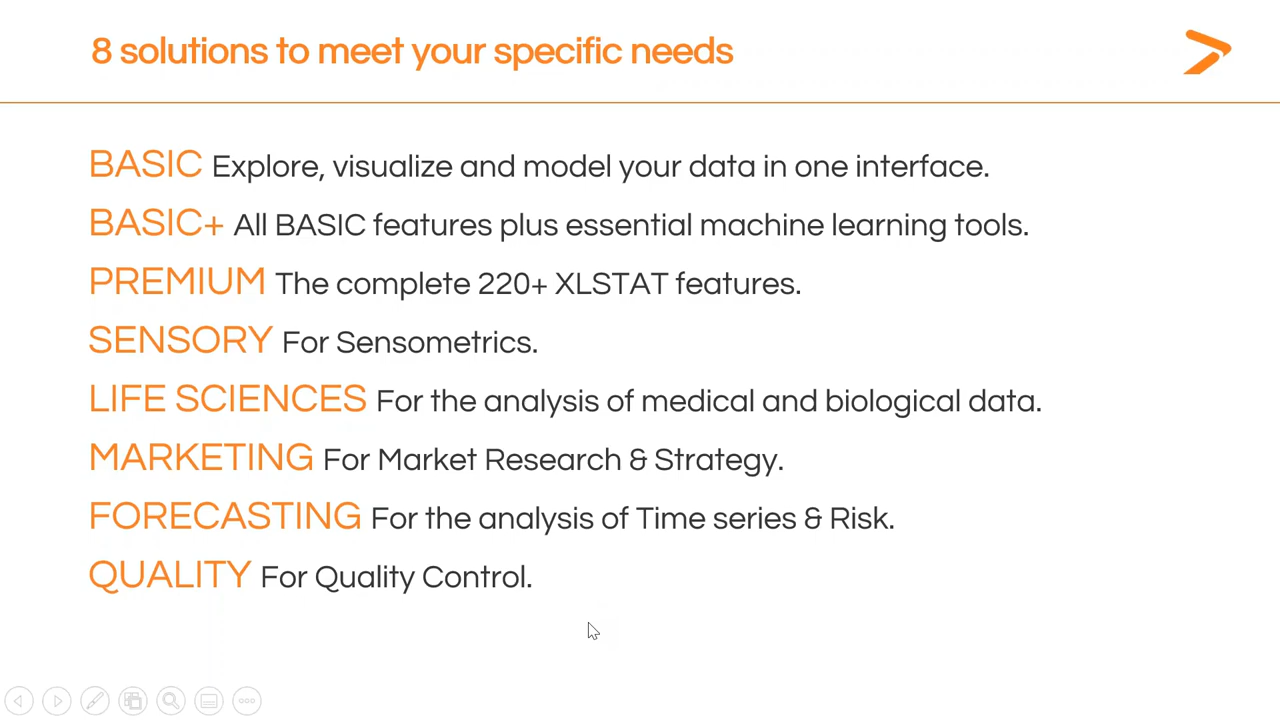 8 solutions to meet your specific needs
BASIC Explore, visualize and model your data in one interface.
BASIC+ All BASIC features plus essential machine learning tools.
PREMIUM The complete 220+ XLSTAT features.
SENSORY For Sensometrics.
LIFE SCIENCES For the analysis of medical and biological data.
MARKETING For Market Research & Strategy.
FORECASTING For the analysis of Time series & Risk.
QUALITY For Quality Control.